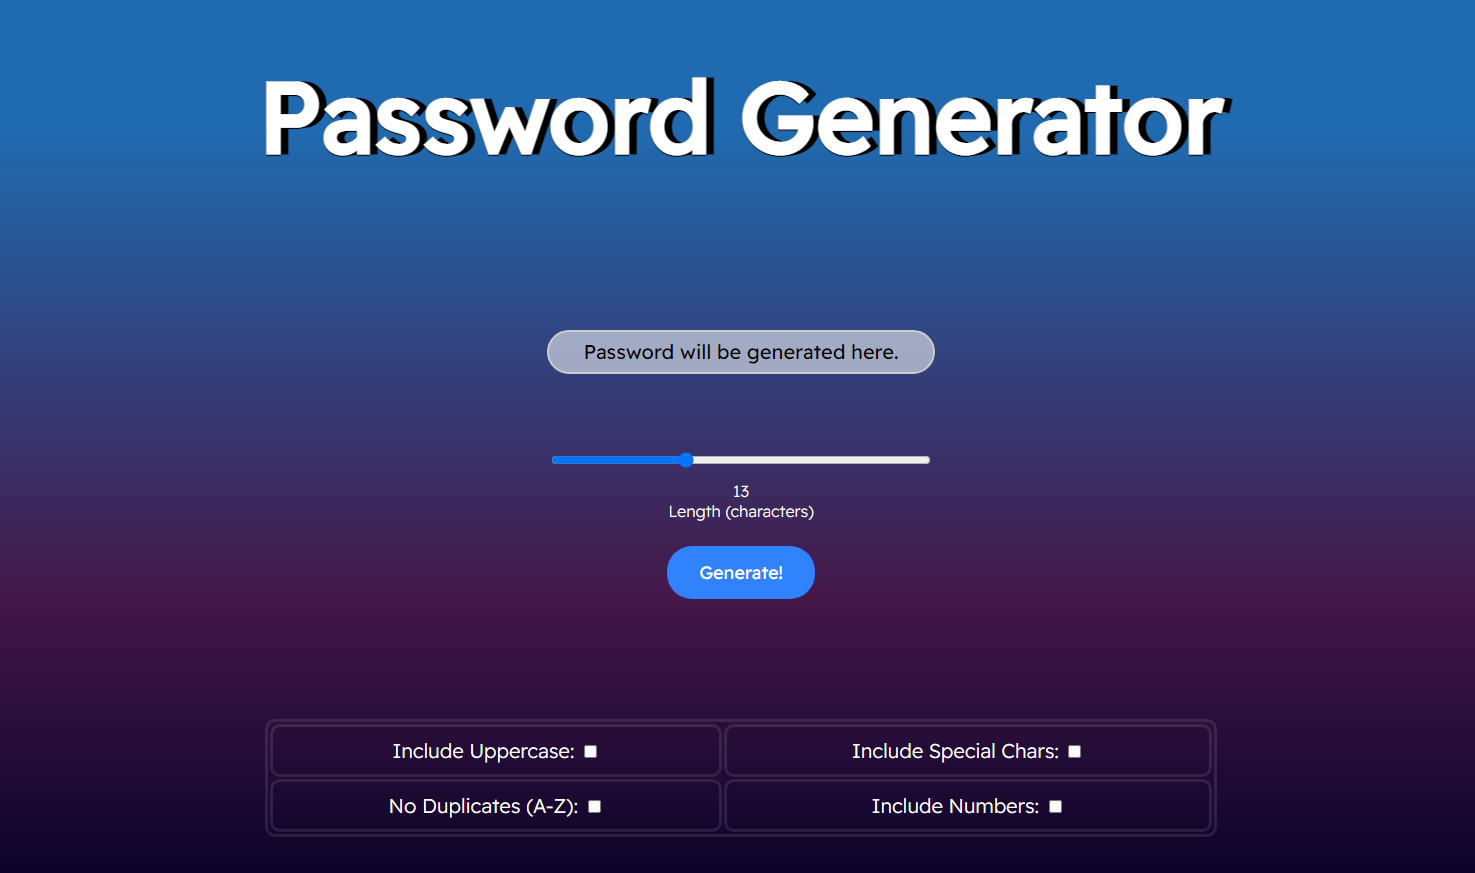 Password Generator
Password will be generated here.
13
Length (characters)
Generate!
Include Uppercase:
Include Special Chars:
No Duplicates (A-Z):
Include Numbers: